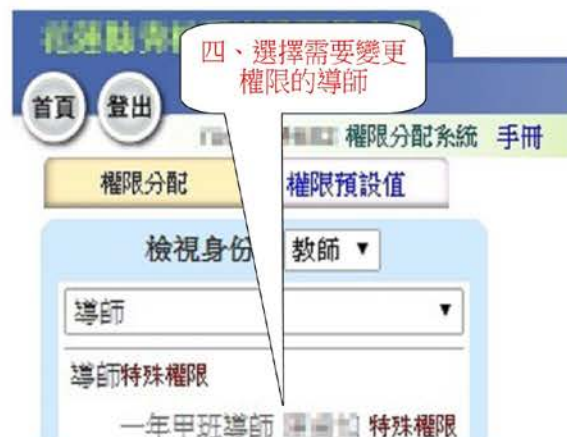 四、選擇需要變更
權限的導師
首頁 登出
權限分配系統 手冊
權限分配 權限預設值
檢視身份 教師
導師
導師特殊權限
一年甲班導師 特殊權限